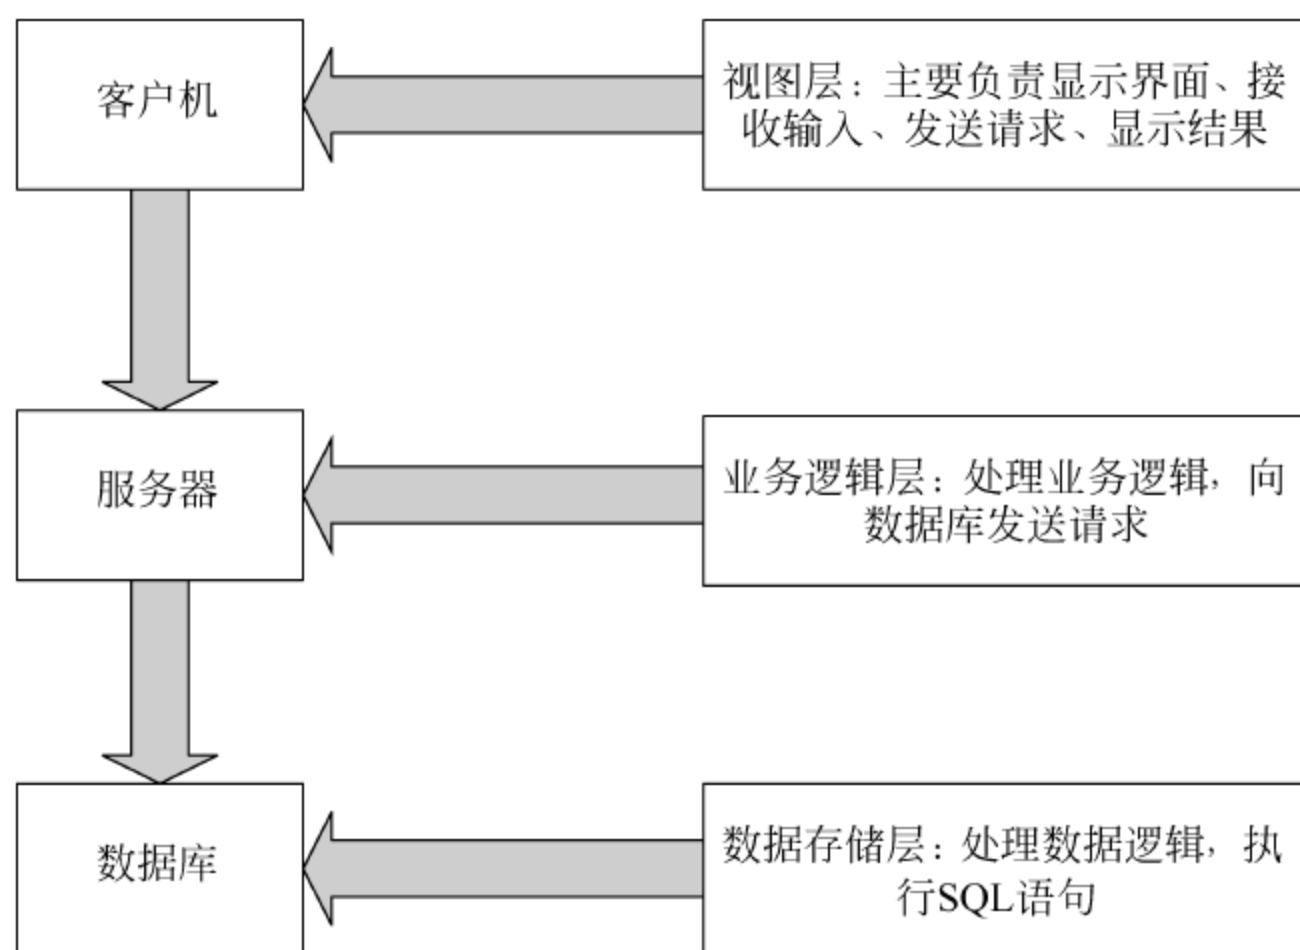 客户机
视图层：主要负责显示界面、接
收输入、发送请求、显示结果
服务器
业务逻辑层：处理业务逻辑，向
数据库发送请求
数据库
数据存储层：处理数据逻辑，执
行SQL语句